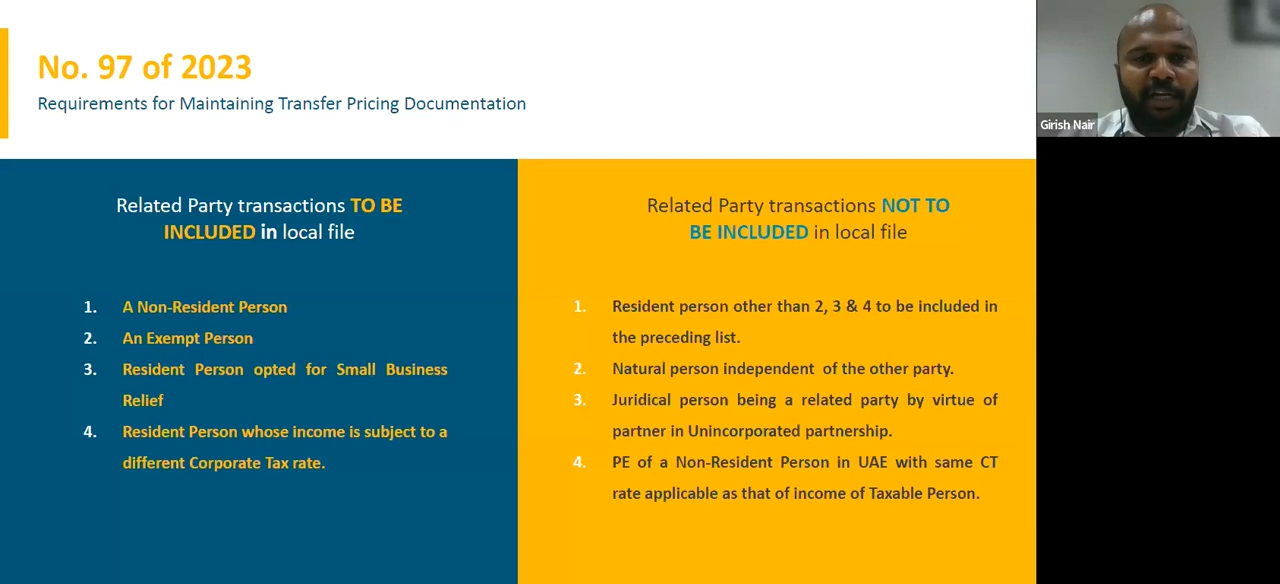 No. 97 of 2023
Requirements for Maintaining Transfer Pricing Documentation
Related Party transactions TO BE
INCLUDED in local file
1. A Non-Resident Person
2. An Exempt Person
3. Resident Person opted for Small Business
Relief
4. Resident Person whose income is subject to a
different Corporate Tax rate.
Related Party transactions NOT TO
BE INCLUDED in local file
1. Resident person other than 2, 3 & 4 to be included in
the preceding list.
2. Natural person independent of the other party.
3. Juridical person being a related party by virtue of
partner in Unincorporated partnership.
4. PE of a Non-Resident Person in UAE with same CT
rate applicable as that of income of Taxable Person.
Girish Nair